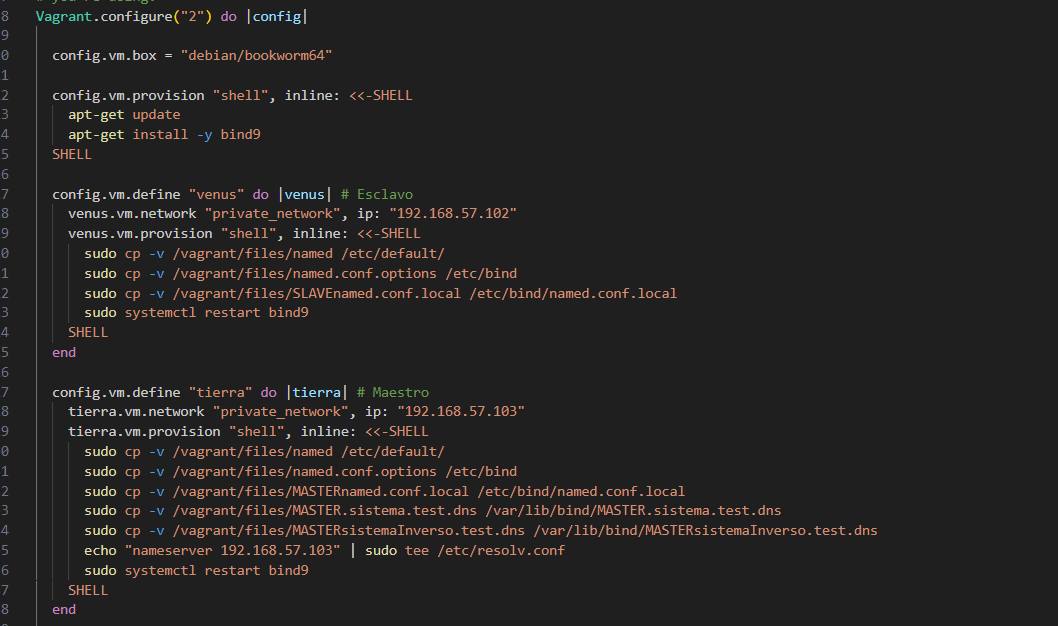 8 Vagrant.configure("2") do |config|
9
0 config.vm.box = "debian/bookworm64"
1
2 config.vm.provision "shell", inline: <<-SHELL
3 apt-get update
4 apt-get install -y bind9
5 SHELL
6
7 config.vm.define "venus" do |venus| # Esclavo
8 venus.vm.network "private_network", ip: "192.168.57.102"
9 venus.vm.provision "shell", inline: <<-SHELL
0 sudo cp -v /vagrant/files/named /etc/default/
1 sudo cp -v /vagrant/files/named.conf.options /etc/bind
2 sudo cp -v /vagrant/files/SLAVEnamed.conf.local /etc/bind/named.conf.local
3 sudo systemctl restart bind9
4 SHELL
5 end
6
7 config.vm.define "tierra" do |tierra| # Maestro
8 tierra.vm.network "private_network", ip: "192.168.57.103"
9 tierra.vm.provision "shell", inline: <<-SHELL
0 sudo cp -v /vagrant/files/named /etc/default/
1 sudo cp -v /vagrant/files/named.conf.options /etc/bind
2 sudo cp -v /vagrant/files/MASTERnamed.conf.local /etc/bind/named.conf.local
3 sudo cp -v /vagrant/files/MASTER.sistema.test.dns /var/lib/bind/MASTER.sistema.test.dns
4 sudo cp -v /vagrant/files/MASTERsistemaInverso.test.dns /var/lib/bind/MASTERsistemaInverso.test.dns
5 echo "nameserver 192.168.57.103" | sudo tee /etc/resolv.conf
6 sudo systemctl restart bind9
7 SHELL
8 end